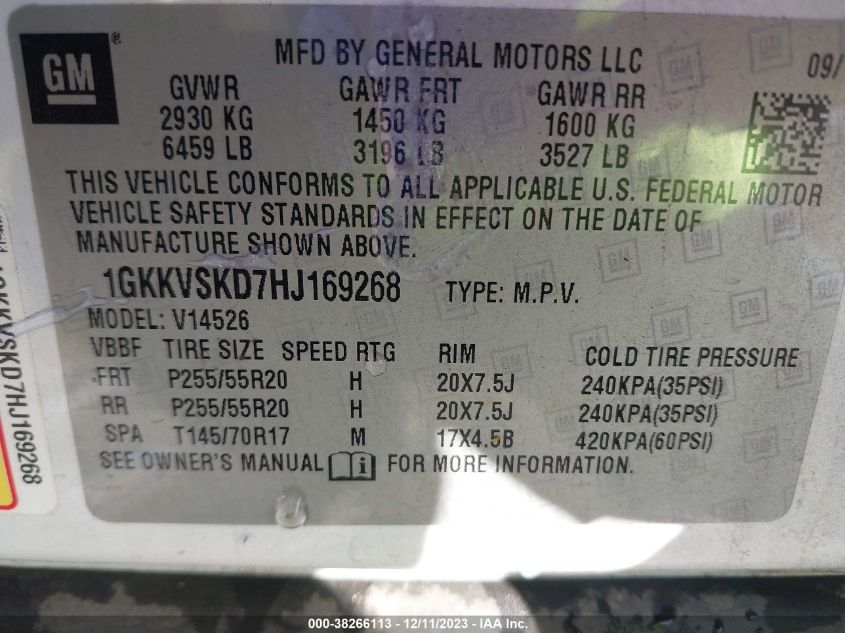 GM ®
MFD BY GENERAL MOTORS LLC 09/
GVWR GAWR FRT GAWR RR
2930 KG 1450 KG 1600 KG
6459 LB 3196 LB 3527 LB
THIS VEHICLE CONFORMS TO ALL APPLICABLE U.S. FEDERAL MOTOR
VEHICLE SAFETY STANDARDS IN EFFECT ON THE DATE OF
MANUFACTURE SHOWN ABOVE.
1GKKVSKD7HJ169268 TYPE: M.P.V.
MODEL: V14526
VBBF TIRE SIZE SPEED RTG RIM COLD TIRE PRESSURE
FRT P255/55R20 H 20X7.5J 240KPA(35PSI)
RR P255/55R20 H 20X7.5J 240KPA(35PSI)
SPA T145/70R17 M 17X4.5B 420KPA(60PSI)
SEE OWNER'S MANUAL i FOR MORE INFORMATION.
1GKKVSKD7HJ169268
000-38266113 - 12/11/2023 - IAA Inc.